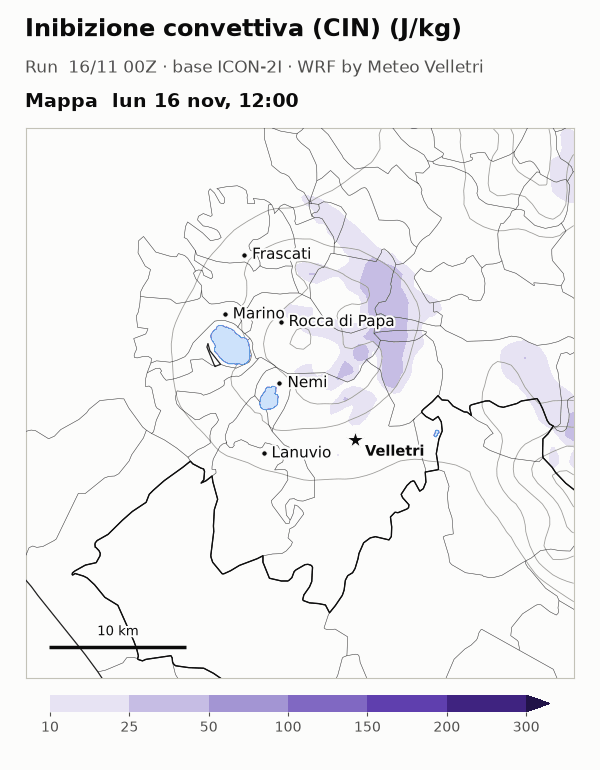 Inibizione convettiva (CIN) (J/kg)
Run  16/11 00Z · base ICON-2I · WRF by Meteo Velletri
Mappa  lun 16 nov, 12:00
Frascati
Marino
Rocca di Papa
Nemi
Velletri
Lanuvio
10 km
10 25 50 100 150 200 300